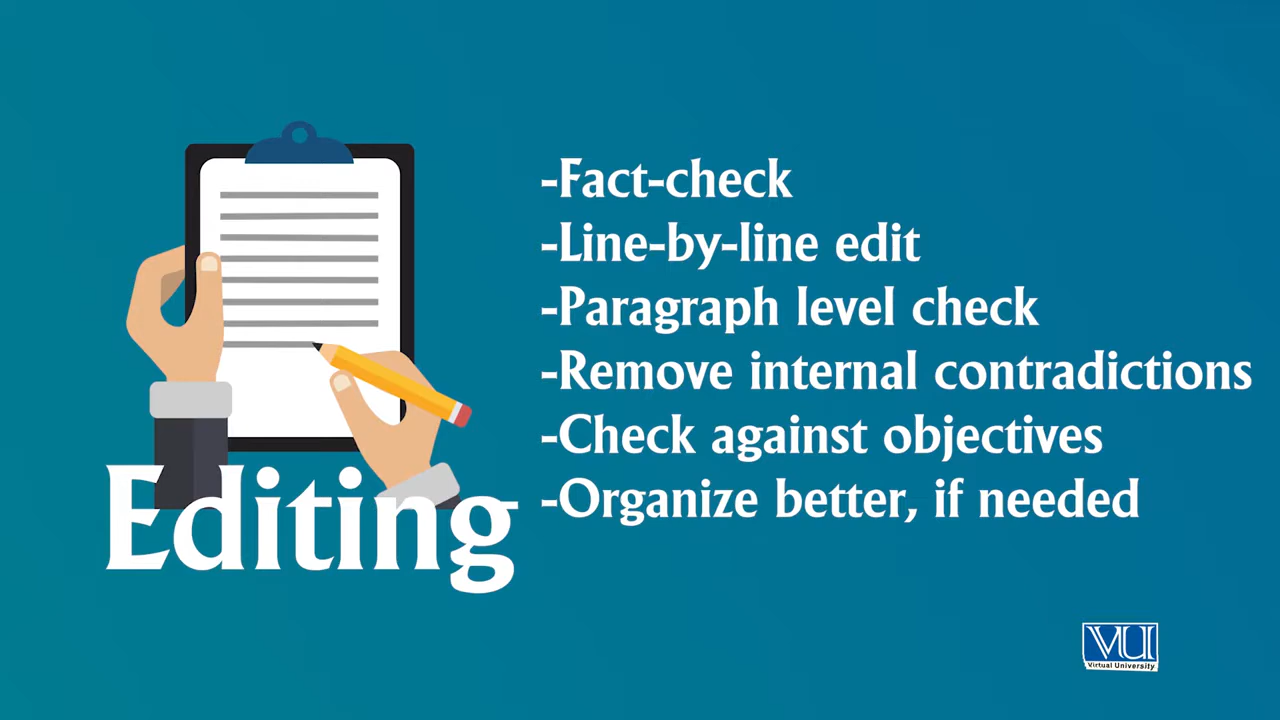 Editing
-Fact-check
-Line-by-line edit
-Paragraph level check
-Remove internal contradictions
-Check against objectives
-Organize better, if needed
VU
Virtual University